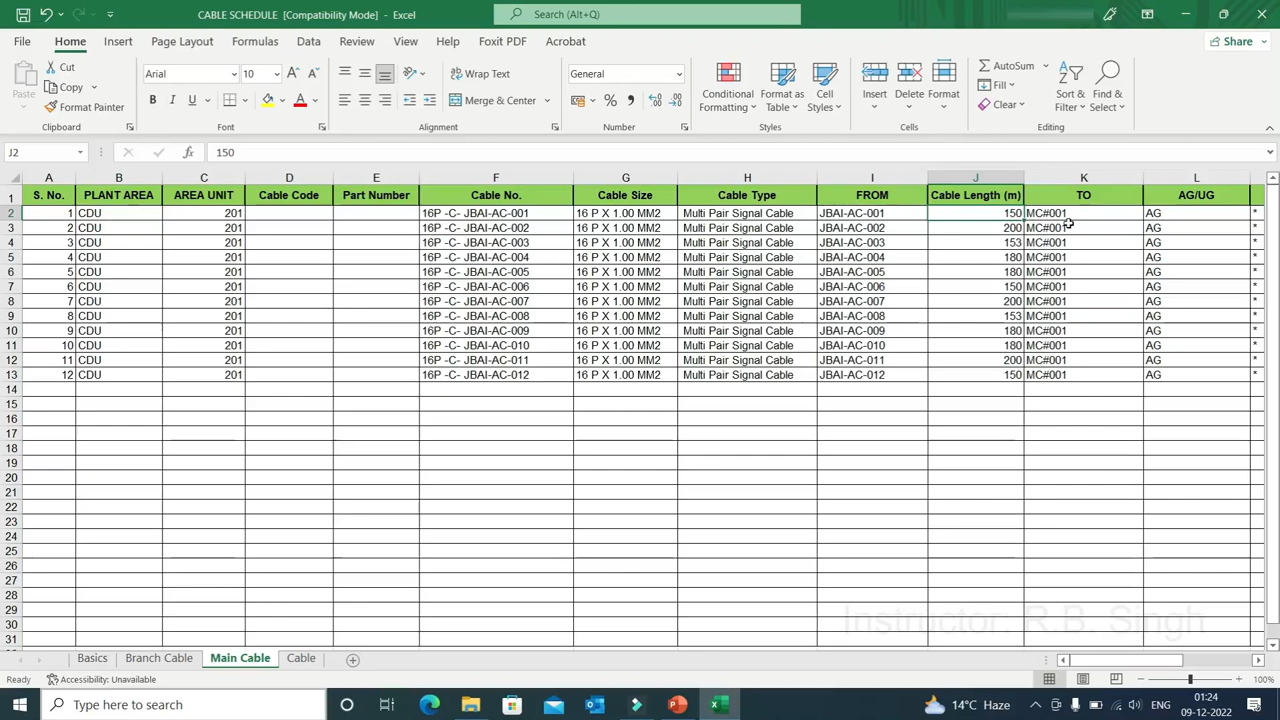 CABLE SCHEDULE [Compatibility Mode] - Excel
Search (Alt+Q)
File Home Insert Page Layout Formulas Data Review View Help Foxit PDF Acrobat Share
Paste Cut Copy Format Painter
Arial 10
B I U
Wrap Text
Merge & Center
General
Conditional Formatting Format as Table Cell Styles
Insert Delete Format
AutoSum
Fill
Clear
Sort & Filter Find & Select
Clipboard Font Alignment Number Styles Cells Editing
J2 fx 150
A B C D E F G H I J K L
1 S. No. PLANT AREA AREA UNIT Cable Code Part Number Cable No. Cable Size Cable Type FROM Cable Length (m) TO AG/UG
2 1 CDU 201 16P -C- JBAI-AC-001 16 P X 1.00 MM2 Multi Pair Signal Cable JBAI-AC-001 150 MC#001 AG *
3 2 CDU 201 16P -C- JBAI-AC-002 16 P X 1.00 MM2 Multi Pair Signal Cable JBAI-AC-002 200 MC#001 AG *
4 3 CDU 201 16P -C- JBAI-AC-003 16 P X 1.00 MM2 Multi Pair Signal Cable JBAI-AC-003 153 MC#001 AG *
5 4 CDU 201 16P -C- JBAI-AC-004 16 P X 1.00 MM2 Multi Pair Signal Cable JBAI-AC-004 180 MC#001 AG *
6 5 CDU 201 16P -C- JBAI-AC-005 16 P X 1.00 MM2 Multi Pair Signal Cable JBAI-AC-005 180 MC#001 AG *
7 6 CDU 201 16P -C- JBAI-AC-006 16 P X 1.00 MM2 Multi Pair Signal Cable JBAI-AC-006 150 MC#001 AG *
8 7 CDU 201 16P -C- JBAI-AC-007 16 P X 1.00 MM2 Multi Pair Signal Cable JBAI-AC-007 200 MC#001 AG *
9 8 CDU 201 16P -C- JBAI-AC-008 16 P X 1.00 MM2 Multi Pair Signal Cable JBAI-AC-008 153 MC#001 AG *
10 9 CDU 201 16P -C- JBAI-AC-009 16 P X 1.00 MM2 Multi Pair Signal Cable JBAI-AC-009 180 MC#001 AG *
11 10 CDU 201 16P -C- JBAI-AC-010 16 P X 1.00 MM2 Multi Pair Signal Cable JBAI-AC-010 180 MC#001 AG *
12 11 CDU 201 16P -C- JBAI-AC-011 16 P X 1.00 MM2 Multi Pair Signal Cable JBAI-AC-011 200 MC#001 AG *
13 12 CDU 201 16P -C- JBAI-AC-012 16 P X 1.00 MM2 Multi Pair Signal Cable JBAI-AC-012 150 MC#001 AG *
14
15
16
17
18
19
20
21
22
23
24
25
26
27
28
29
30
31
Instructor: R.B. Singh
Basics Branch Cable Main Cable Cable
Ready Accessibility: Unavailable 100%
Type here to search
14°C Haze ENG
01:24
09-12-2022